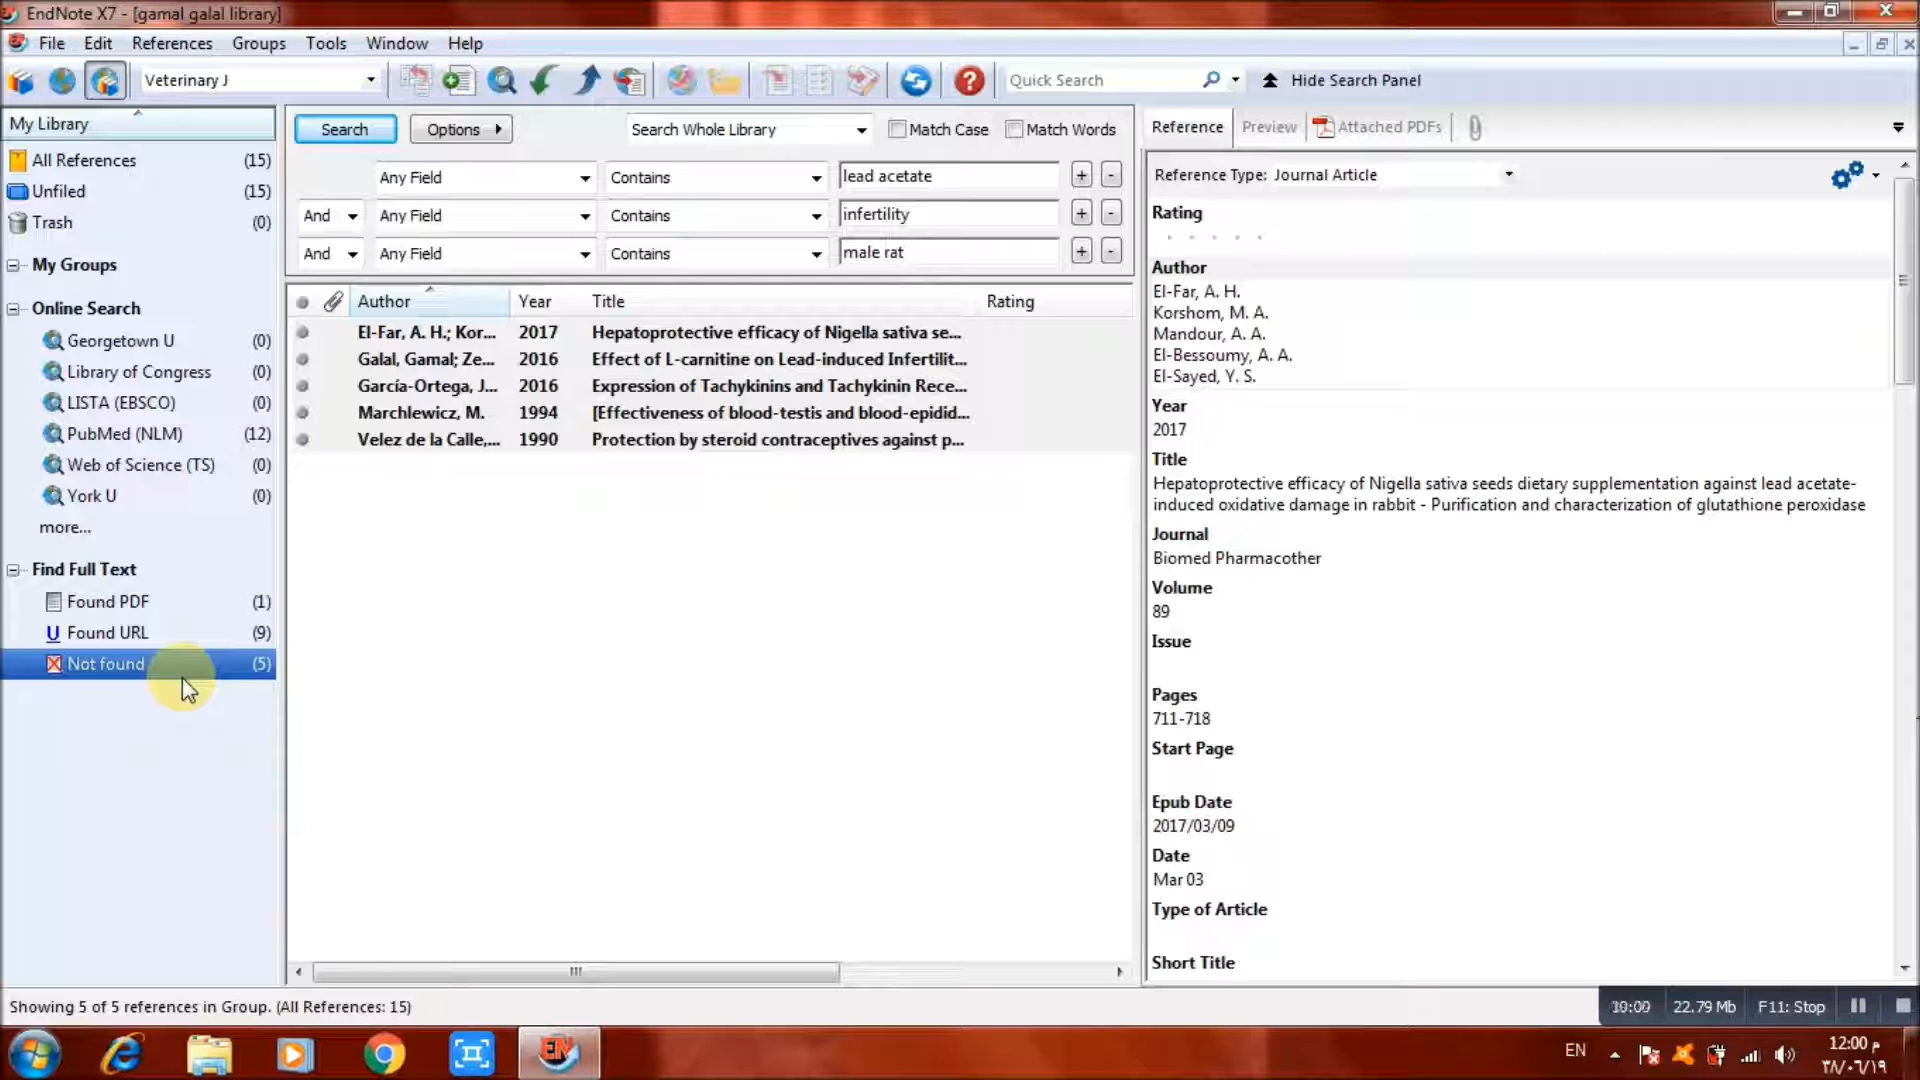 EndNote X7 - [gamal galal library]
File Edit References Groups Tools Window Help
Veterinary J
Quick Search
Hide Search Panel
My Library
All References (15)
Unfiled (15)
Trash (0)
My Groups
Online Search
Georgetown U (0)
Library of Congress (0)
LISTA (EBSCO) (0)
PubMed (NLM) (12)
Web of Science (TS) (0)
York U (0)
more...
Find Full Text
Found PDF (1)
Found URL (9)
Not found (5)
Search Options Search Whole Library Match Case Match Words
Any Field Contains lead acetate + -
And Any Field Contains infertility + -
And Any Field Contains male rat + -
Author Year Title Rating
El-Far, A. H.; Kor... 2017 Hepatoprotective efficacy of Nigella sativa se...
Galal, Gamal; Ze... 2016 Effect of L-carnitine on Lead-induced Infertilit...
García-Ortega, J... 2016 Expression of Tachykinins and Tachykinin Rece...
Marchlewicz, M. 1994 [Effectiveness of blood-testis and blood-epidid...
Velez de la Calle,... 1990 Protection by steroid contraceptives against p...
Reference Preview Attached PDFs
Reference Type: Journal Article
Rating
Author
El-Far, A. H.
Korshom, M. A.
Mandour, A. A.
El-Bessoumy, A. A.
El-Sayed, Y. S.
Year
2017
Title
Hepatoprotective efficacy of Nigella sativa seeds dietary supplementation against lead acetate-
induced oxidative damage in rabbit - Purification and characterization of glutathione peroxidase
Journal
Biomed Pharmacother
Volume
89
Issue
Pages
711-718
Start Page
Epub Date
2017/03/09
Date
Mar 03
Type of Article
Short Title
Showing 5 of 5 references in Group. (All References: 15)
22.79 Mb F11: Stop
EN
12:00 م
٣٨/٠٦/١٩